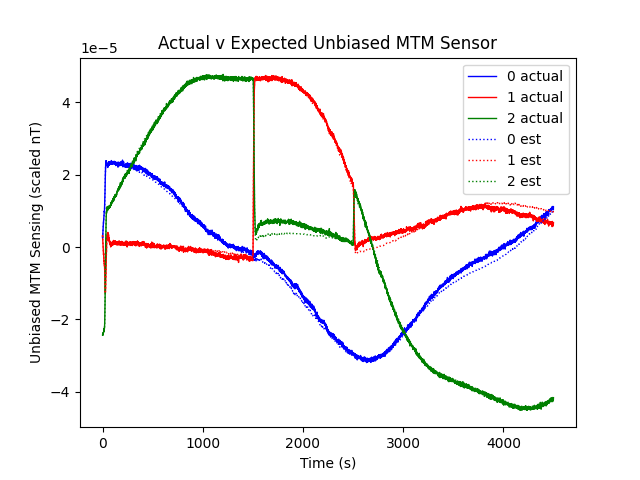 Actual v Expected Unbiased MTM Sensor
1e−5
4
2
0
−2
−4
Unbiased MTM Sensing (scaled nT)
0 actual
1 actual
2 actual
0 est
1 est
2 est
0 1000 2000 3000 4000
Time (s)